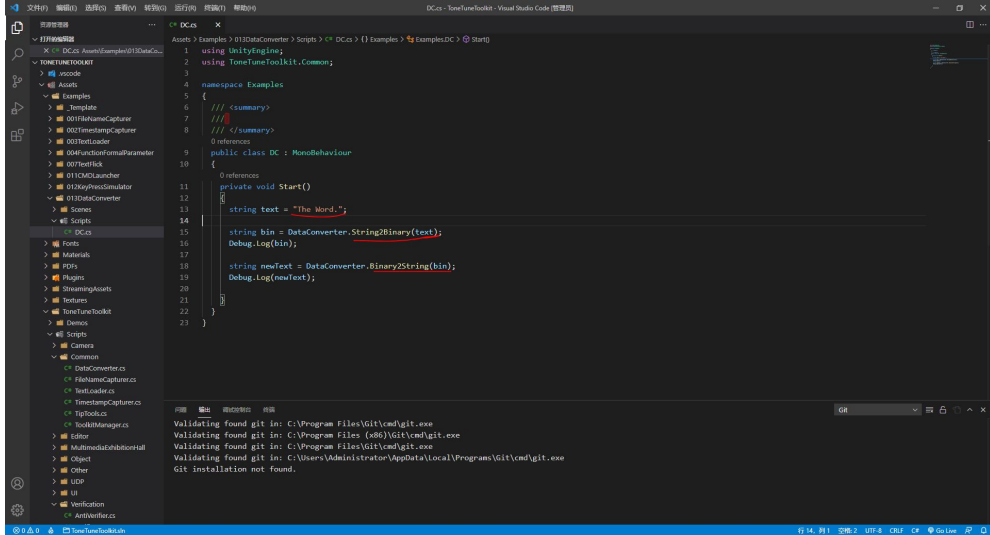 文件(F) 编辑(E) 选择(S) 查看(V) 转到(G) 运行(R) 终端(T) 帮助(H)
DC.cs - ToneTuneToolkit - Visual Studio Code [管理员]
资源管理器
打开的编辑器
DC.cs Assets\Examples\013DataCo...
TONETUNETOOLKIT
.vscode
Assets
Examples
_Template
001FileNameCapturer
002TimestampCapturer
003TextLoader
004FunctionFormalParameter
007TextFlick
011CMDLauncher
012KeyPressSimulator
013DataConverter
Scenes
Scripts
DC.cs
Fonts
Materials
PDFs
Plugins
StreamingAssets
Textures
ToneTuneToolkit
Demos
Scripts
Camera
Common
DataConverter.cs
FileNameCapturer.cs
TextLoader.cs
TimestampCapturer.cs
TipTools.cs
ToolkitManager.cs
Editor
MultimediaExhibitionHall
Object
Other
UDP
UI
Verification
AntiVerifier.cs
DC.cs
Assets > Examples > 013DataConverter > Scripts > DC.cs > {} Examples > Examples.DC > Start()
1 using UnityEngine;
2 using ToneTuneToolkit.Common;
3
4 namespace Examples
5 {
6 /// <summary>
7 ///
8 /// </summary>
0 references
9 public class DC : MonoBehaviour
10 {
0 references
11 private void Start()
12 {
13 string text = "The Word.";
14
15 string bin = DataConverter.String2Binary(text);
16 Debug.Log(bin);
17
18 string newText = DataConverter.Binary2String(bin);
19 Debug.Log(newText);
20
21 }
22 }
23 }
问题 输出 调试控制台 终端
Git
Validating found git in: C:\Program Files\Git\cmd\git.exe
Validating found git in: C:\Program Files (x86)\Git\cmd\git.exe
Validating found git in: C:\Program Files\Git\cmd\git.exe
Validating found git in: C:\Users\Administrator\AppData\Local\Programs\Git\cmd\git.exe
Git installation not found.
0 0 ToneTuneToolkit.sln
行 14, 列 1 空格: 2 UTF-8 CRLF C# Go Live